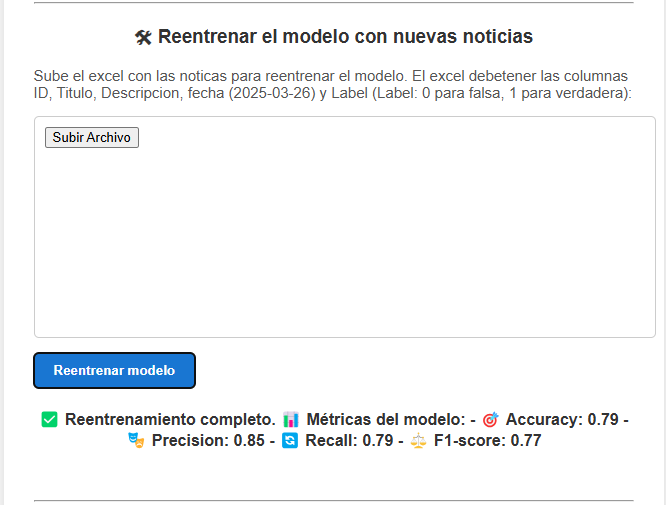 🛠 Reentrenar el modelo con nuevas noticias
Sube el excel con las noticas para reentrenar el modelo. El excel debetener las columnas
ID, Titulo, Descripcion, fecha (2025-03-26) y Label (Label: 0 para falsa, 1 para verdadera):
Subir Archivo
Reentrenar modelo
✅ Reentrenamiento completo. 📊 Métricas del modelo: - 🎯 Accuracy: 0.79 -
🎭 Precision: 0.85 - 🔄 Recall: 0.79 - ⚖️ F1-score: 0.77